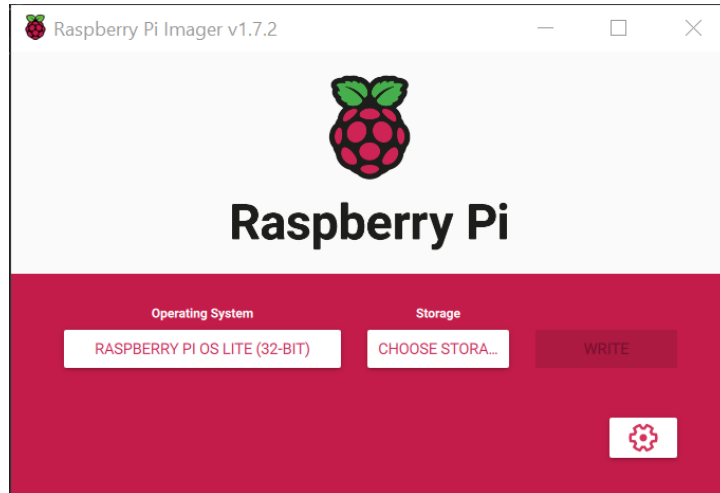 Raspberry Pi Imager v1.7.2
Raspberry Pi
Operating System
Storage
RASPBERRY PI OS LITE (32-BIT)
CHOOSE STORA...
WRITE